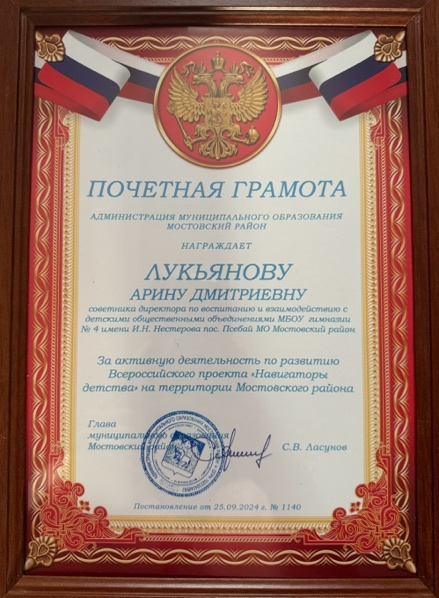 ПОЧЕТНАЯ ГРАМОТА
АДМИНИСТРАЦИЯ МУНИЦИПАЛЬНОГО ОБРАЗОВАНИЯ
МОСТОВСКИЙ РАЙОН
НАГРАЖДАЕТ
ЛУКЬЯНОВУ
АРИНУ ДМИТРИЕВНУ
советника директора по воспитанию и взаимодействию с
детскими общественными объединениями МБОУ гимназии
№ 4 имени И.Н. Нестерова пос. Псебай МО Мостовский район
За активную деятельность по развитию
Всероссийского проекта «Навигаторы
детства» на территории Мостовского района
Глава
муниципального образования
Мостовский район
С.В. Ласунов
Постановление от 25.09.2024 г. № 1140